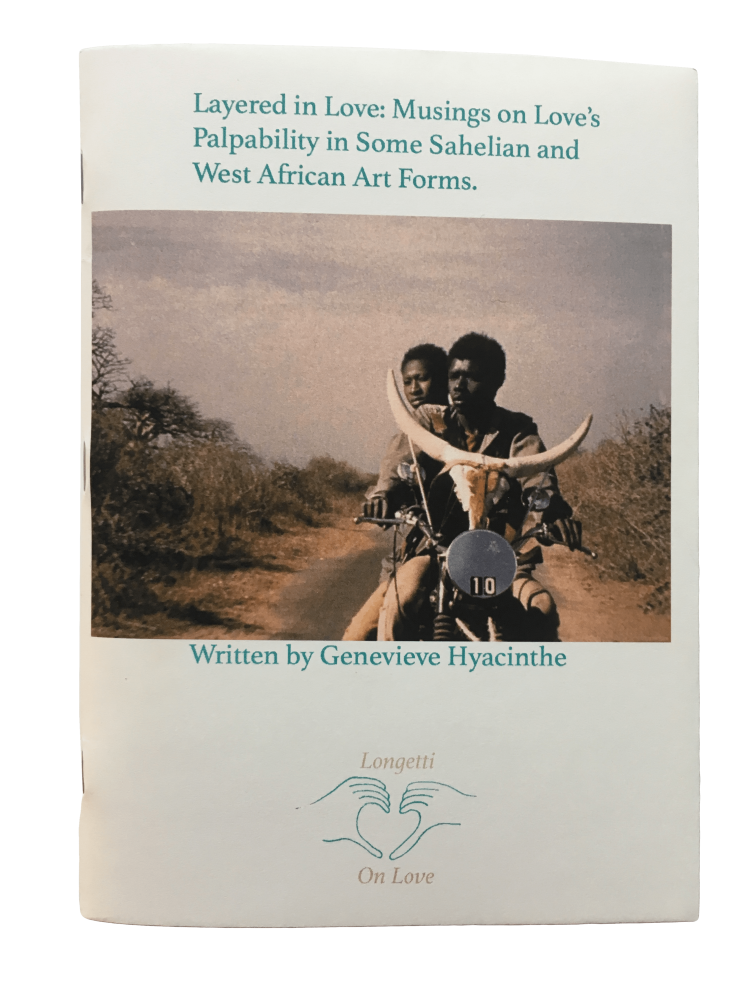 Layered in Love: Musings on Love’s
Palpability in Some Sahelian and
West African Art Forms.
10
Written by Genevieve Hyacinthe
Longetti
On Love